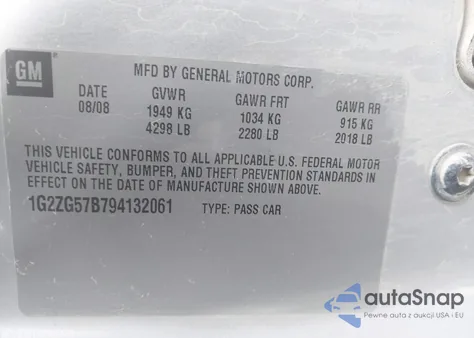 GM
MFD BY GENERAL MOTORS CORP.
DATE GVWR GAWR FRT GAWR RR
08/08 1949 KG 1034 KG 915 KG
4298 LB 2280 LB 2018 LB
THIS VEHICLE CONFORMS TO ALL APPLICABLE U.S. FEDERAL MOTOR
VEHICLE SAFETY, BUMPER, AND THEFT PREVENTION STANDARDS IN
EFFECT ON THE DATE OF MANUFACTURE SHOWN ABOVE.
1G2ZG57B794132061 TYPE: PASS CAR
autoSnap
Pewne auta z aukcji USA i EU